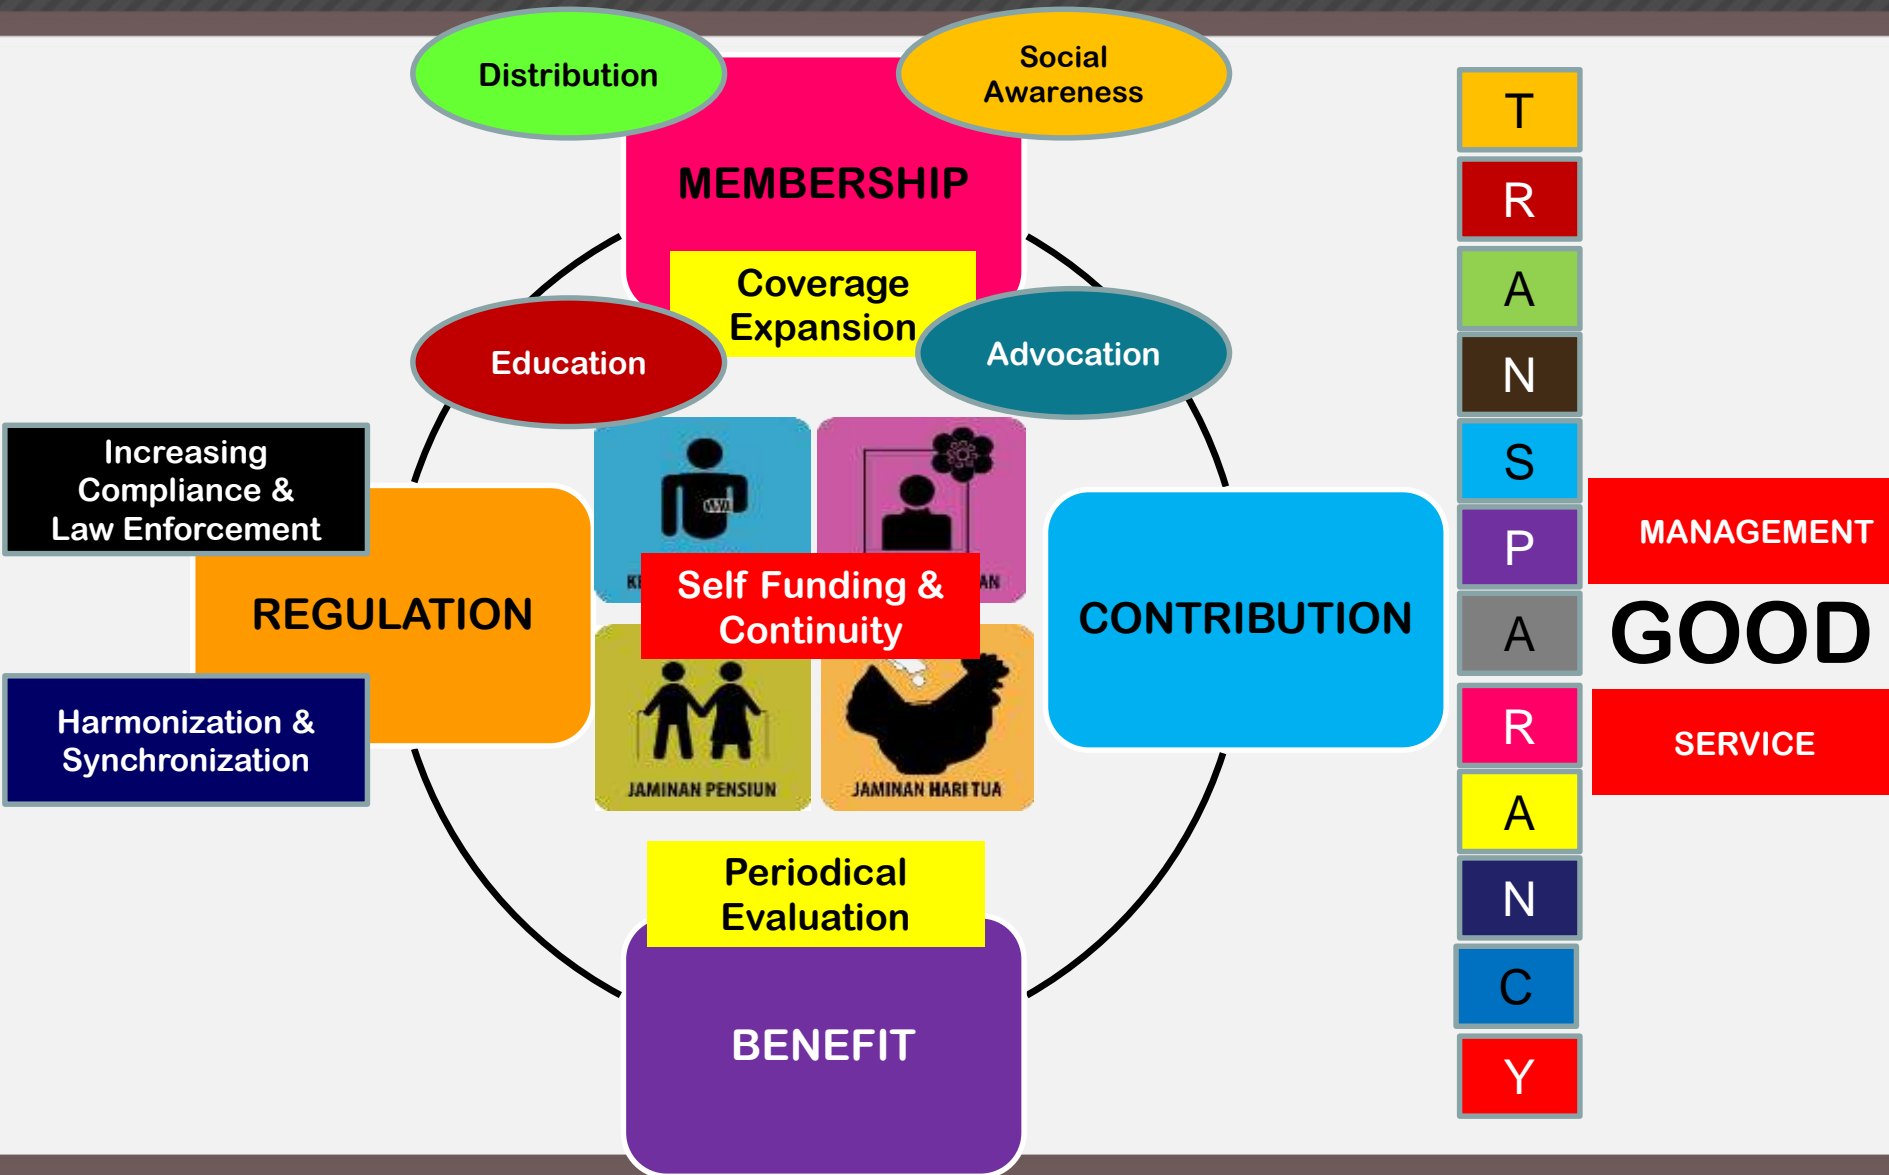 Distribution
Social
Awareness
MEMBERSHIP
Coverage
Expansion
Education
Advocation
Increasing
Compliance &
Law Enforcement
REGULATION
Harmonization &
Synchronization
Self Funding &
Continuity
JAMINAN PENSIUN
JAMINAN HARI TUA
CONTRIBUTION
Periodical
Evaluation
BENEFIT
TRANSPARANCY
MANAGEMENT
GOOD
SERVICE